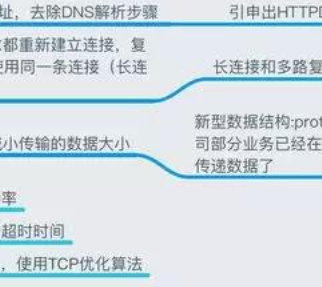 址，去除DNS解析步骤
引申出HTTPD
都重新建立连接，复
使用同一条连接（长连
长连接和多路复
减小传输的数据大小
新型数据结构:prot
司部分业务已经在
传递数据了
率
超时时间
，使用TCP优化算法